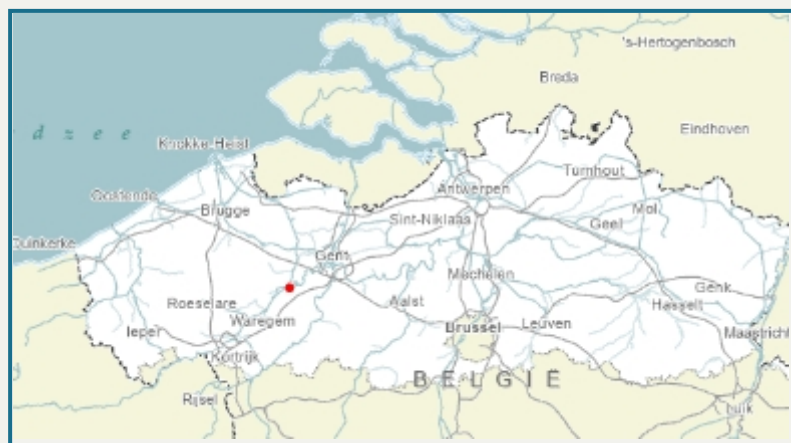 's-Hertogenbosch
Breda
d z e e
Eindhoven
Knokke-Heist
Turnhout
Antwerpen
Oostende
Mol
Brugge
Sint-Niklaas
Geel
Duinkerke
Gent
Mechelen
Genk
Roeselare
Aalst
Hasselt
Waregem
Brussel
Leuven
Ieper
Maastricht
Kortrijk
BELGIË
Rijsel
Luik